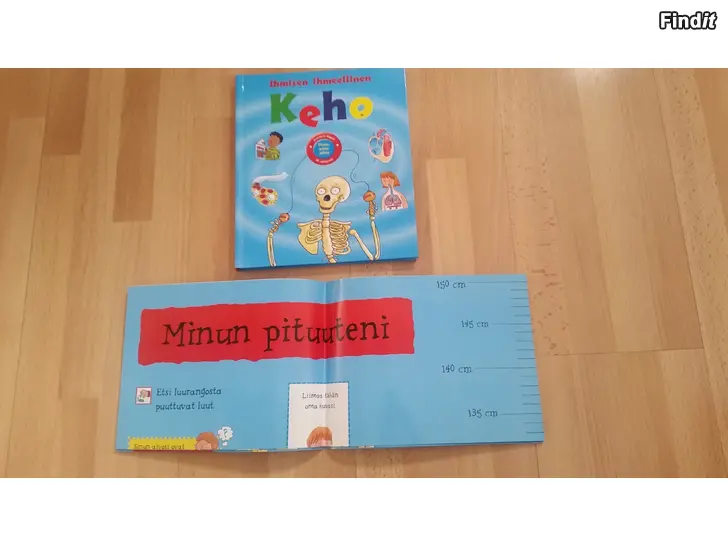 Findit
Ihmisen ihmeellinen
Keho
Minun pituuteni
150 cm
145 cm
140 cm
135 cm
Etsi luurangosta
puuttuvat luut
Liimaa tähän
oma kuvasi